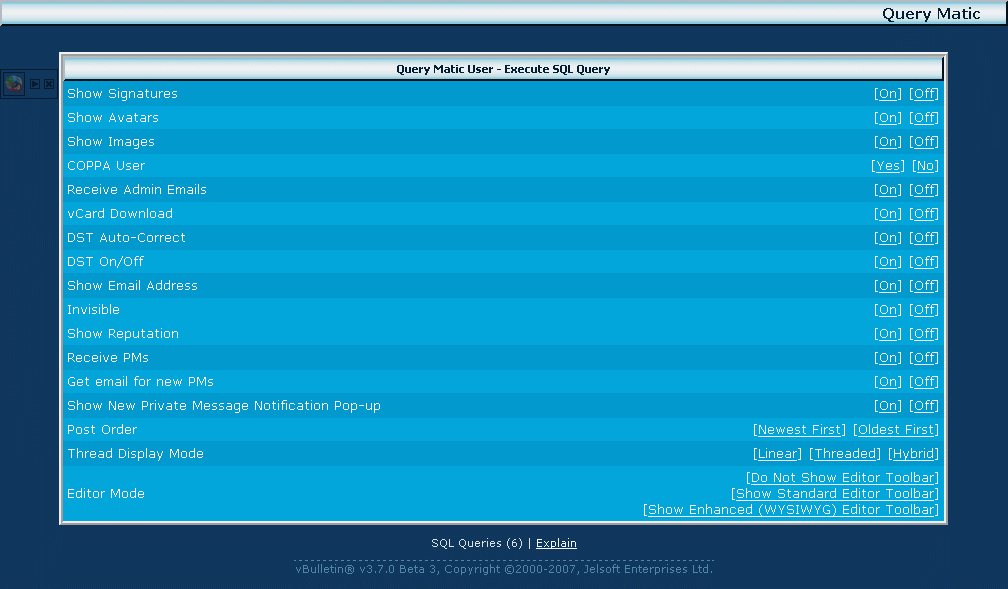 Query Matic
Query Matic User - Execute SQL Query
Show Signatures [On] [Off]
Show Avatars [On] [Off]
Show Images [On] [Off]
COPPA User [Yes] [No]
Receive Admin Emails [On] [Off]
vCard Download [On] [Off]
DST Auto-Correct [On] [Off]
DST On/Off [On] [Off]
Show Email Address [On] [Off]
Invisible [On] [Off]
Show Reputation [On] [Off]
Receive PMs [On] [Off]
Get email for new PMs [On] [Off]
Show New Private Message Notification Pop-up [On] [Off]
Post Order [Newest First] [Oldest First]
Thread Display Mode [Linear] [Threaded] [Hybrid]
[Do Not Show Editor Toolbar]
Editor Mode [Show Standard Editor Toolbar]
[Show Enhanced (WYSIWYG) Editor Toolbar]
SQL Queries (6) | Explain
vBulletin® v3.7.0 Beta 3, Copyright ©2000-2007, Jelsoft Enterprises Ltd.